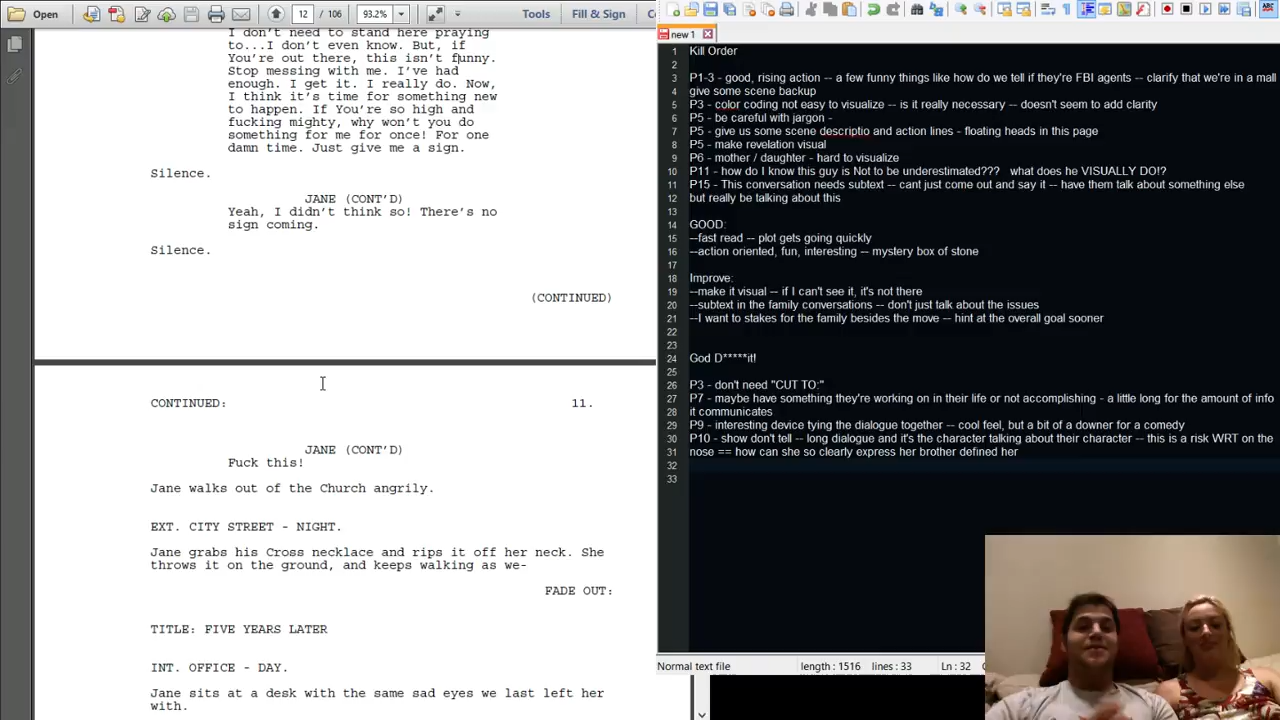 Open
12 / 106
93.2%
Tools
Fill & Sign
I don't need to stand here praying
to...I don't even know. But, if
You're out there, this isn't funny.
Stop messing with me. I've had
enough. I get it. I really do. Now,
I think it's time for something new
to happen. If You're so high and
fucking mighty, why won't you do
something for me for once! For one
damn time. Just give me a sign.
Silence.
JANE (CONT'D)
Yeah, I didn't think so! There's no
sign coming.
Silence.
(CONTINUED)
CONTINUED: 11.
JANE (CONT'D)
Fuck this!
Jane walks out of the Church angrily.
EXT. CITY STREET - NIGHT.
Jane grabs his Cross necklace and rips it off her neck. She
throws it on the ground, and keeps walking as we-
FADE OUT:
TITLE: FIVE YEARS LATER
INT. OFFICE - DAY.
Jane sits at a desk with the same sad eyes we last left her
with.
new 1
1 Kill Order
2
3 P1-3 - good, rising action -- a few funny things like how do we tell if they're FBI agents -- clarify that we're in a mall
4 give some scene backup
5 P3 - color coding not easy to visualize -- is it really necessary -- doesn't seem to add clarity
6 P5 - be careful with jargon -
7 P5 - give us some scene descriptio and action lines - floating heads in this page
8 P5 - make revelation visual
9 P6 - mother / daughter - hard to visualize
10 P11 - how do I know this guy is Not to be underestimated??? what does he VISUALLY DO!?
11 P15 - This conversation needs subtext -- cant just come out and say it -- have them talk about something else
12 but really be talking about this
13
14 GOOD:
15 --fast read -- plot gets going quickly
16 --action oriented, fun, interesting -- mystery box of stone
17
18 Improve:
19 --make it visual -- if I can't see it, it's not there
20 --subtext in the family conversations -- don't just talk about the issues
21 --I want to stakes for the family besides the move -- hint at the overall goal sooner
22
23
24 God D*****it!
25
26 P3 - don't need "CUT TO:"
27 P7 - maybe have something they're working on in their life or not accomplishing - a little long for the amount of info
28 it communicates
29 P9 - interesting device tying the dialogue together -- cool feel, but a bit of a downer for a comedy
30 P10 - show don't tell -- long dialogue and it's the character talking about their character -- this is a risk WRT on the
31 nose == how can she so clearly express her brother defined her
32
33
Normal text file
length : 1516 lines : 33
Ln : 32